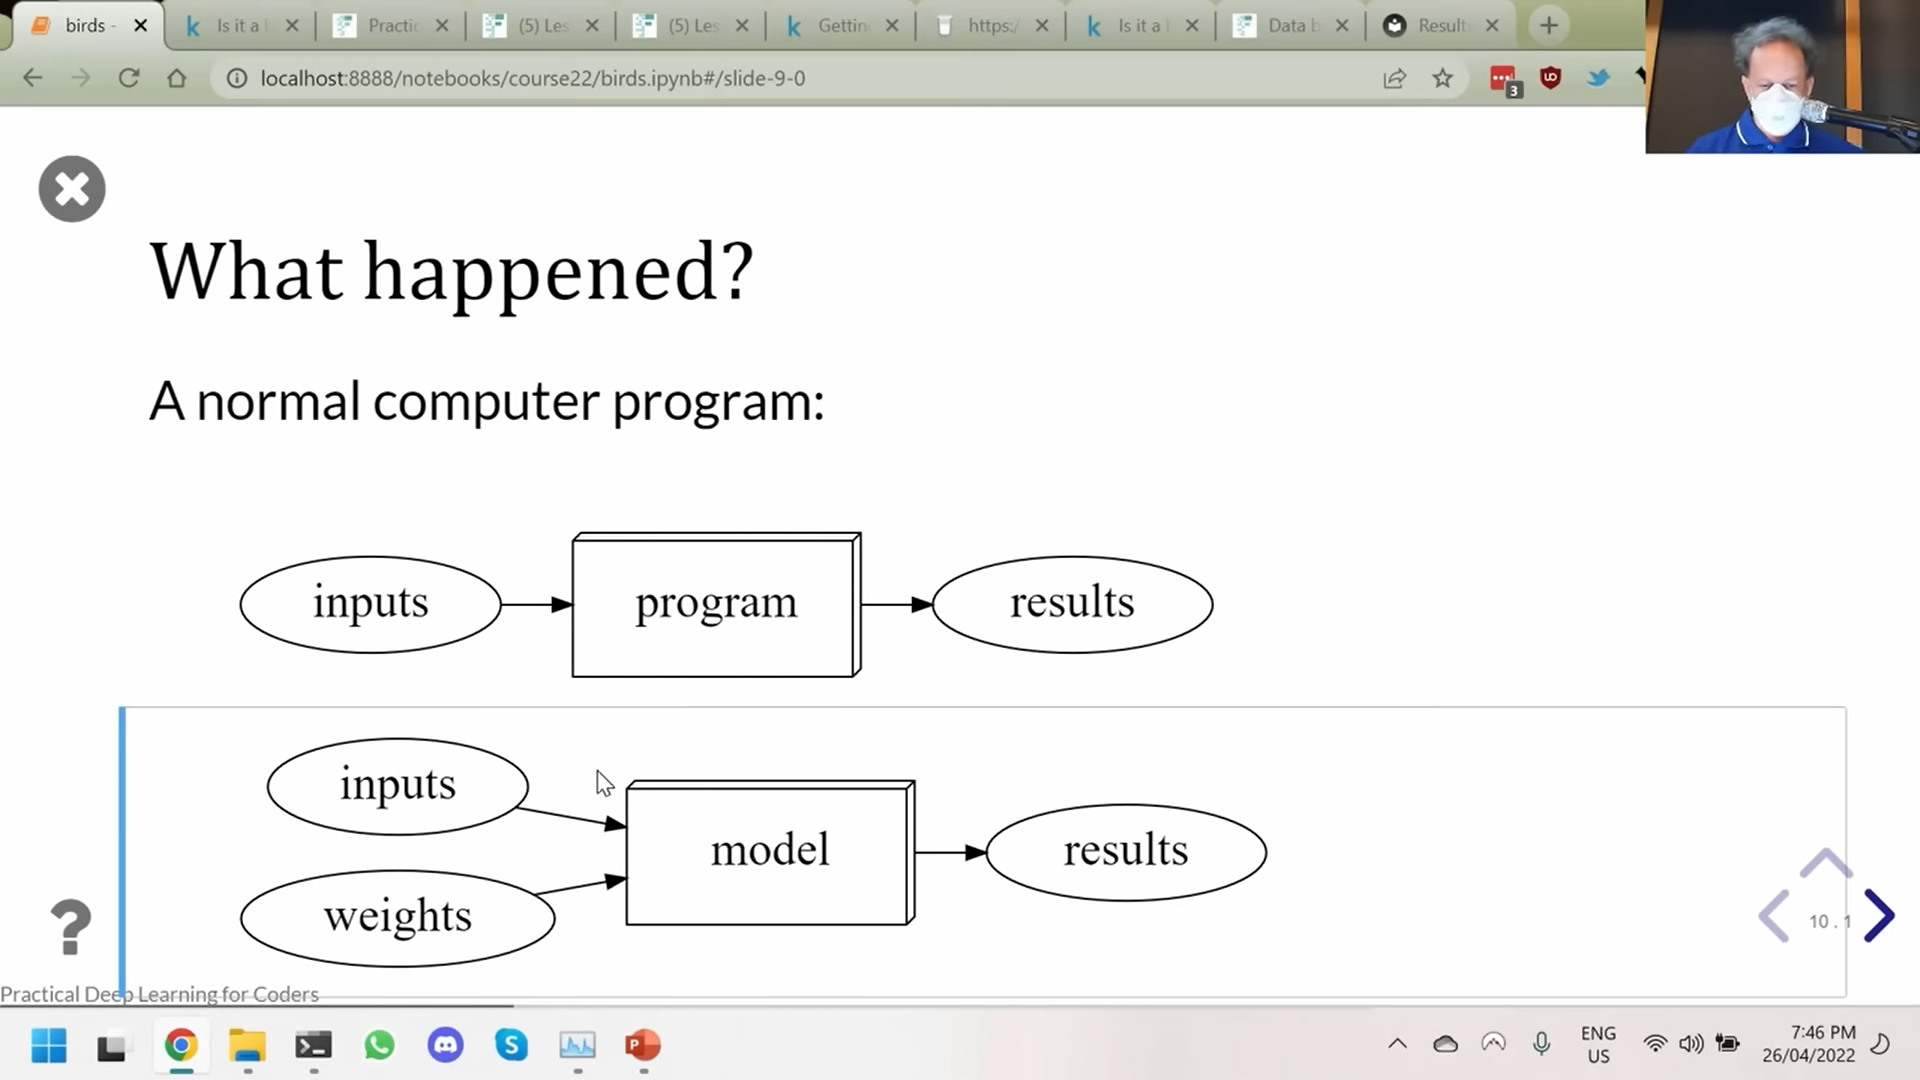 birds -
Is it a
Practic
(5) Les
(5) Les
Gettin
https:/
Is it a
Data b
Result
localhost:8888/notebooks/course22/birds.ipynb#/slide-9-0
3
What happened?
A normal computer program:
inputs
program
results
inputs
model
results
weights
10.1
Practical Deep Learning for Coders
ENG
US
7:46 PM
26/04/2022